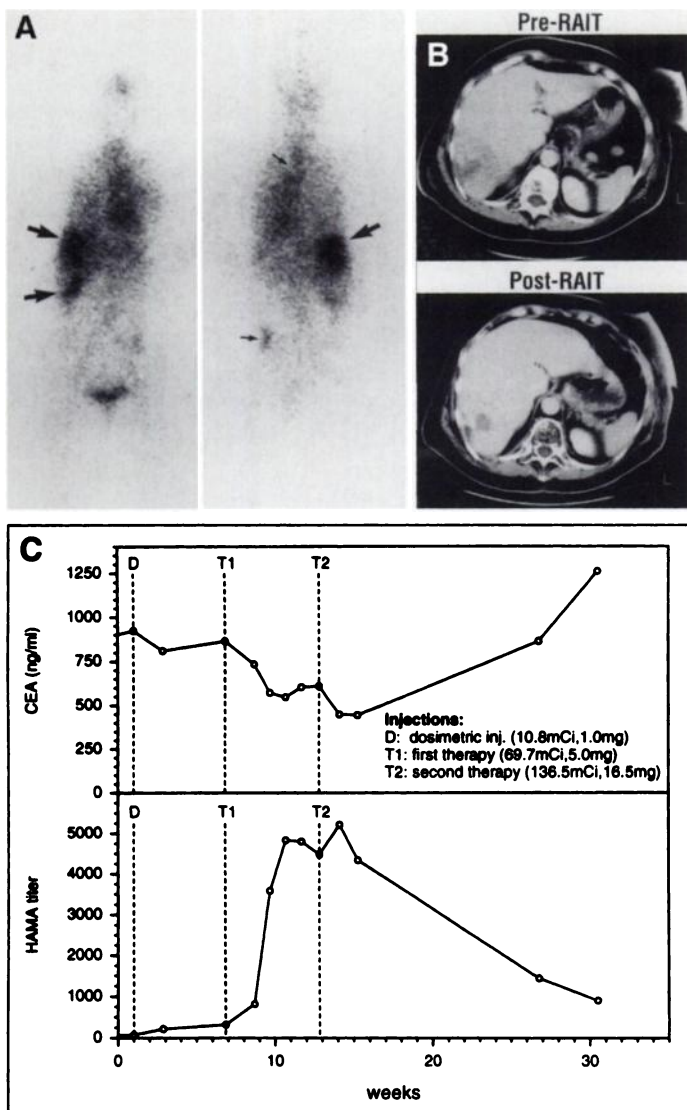 A
Pre-RAIT
B
L
Post-RAIT
L
C
D
T1
T2
1250
1000
750
500
250
0
CEA (ng/ml)
Injections:
D: dosimetric inj. (10.8mCi,1.0mg)
T1: first therapy (69.7mCi,5.0mg)
T2: second therapy (136.5mCi,16.5mg)
D
T1
T2
5000
4000
3000
2000
1000
0
HAMA titer
0
10
20
30
weeks